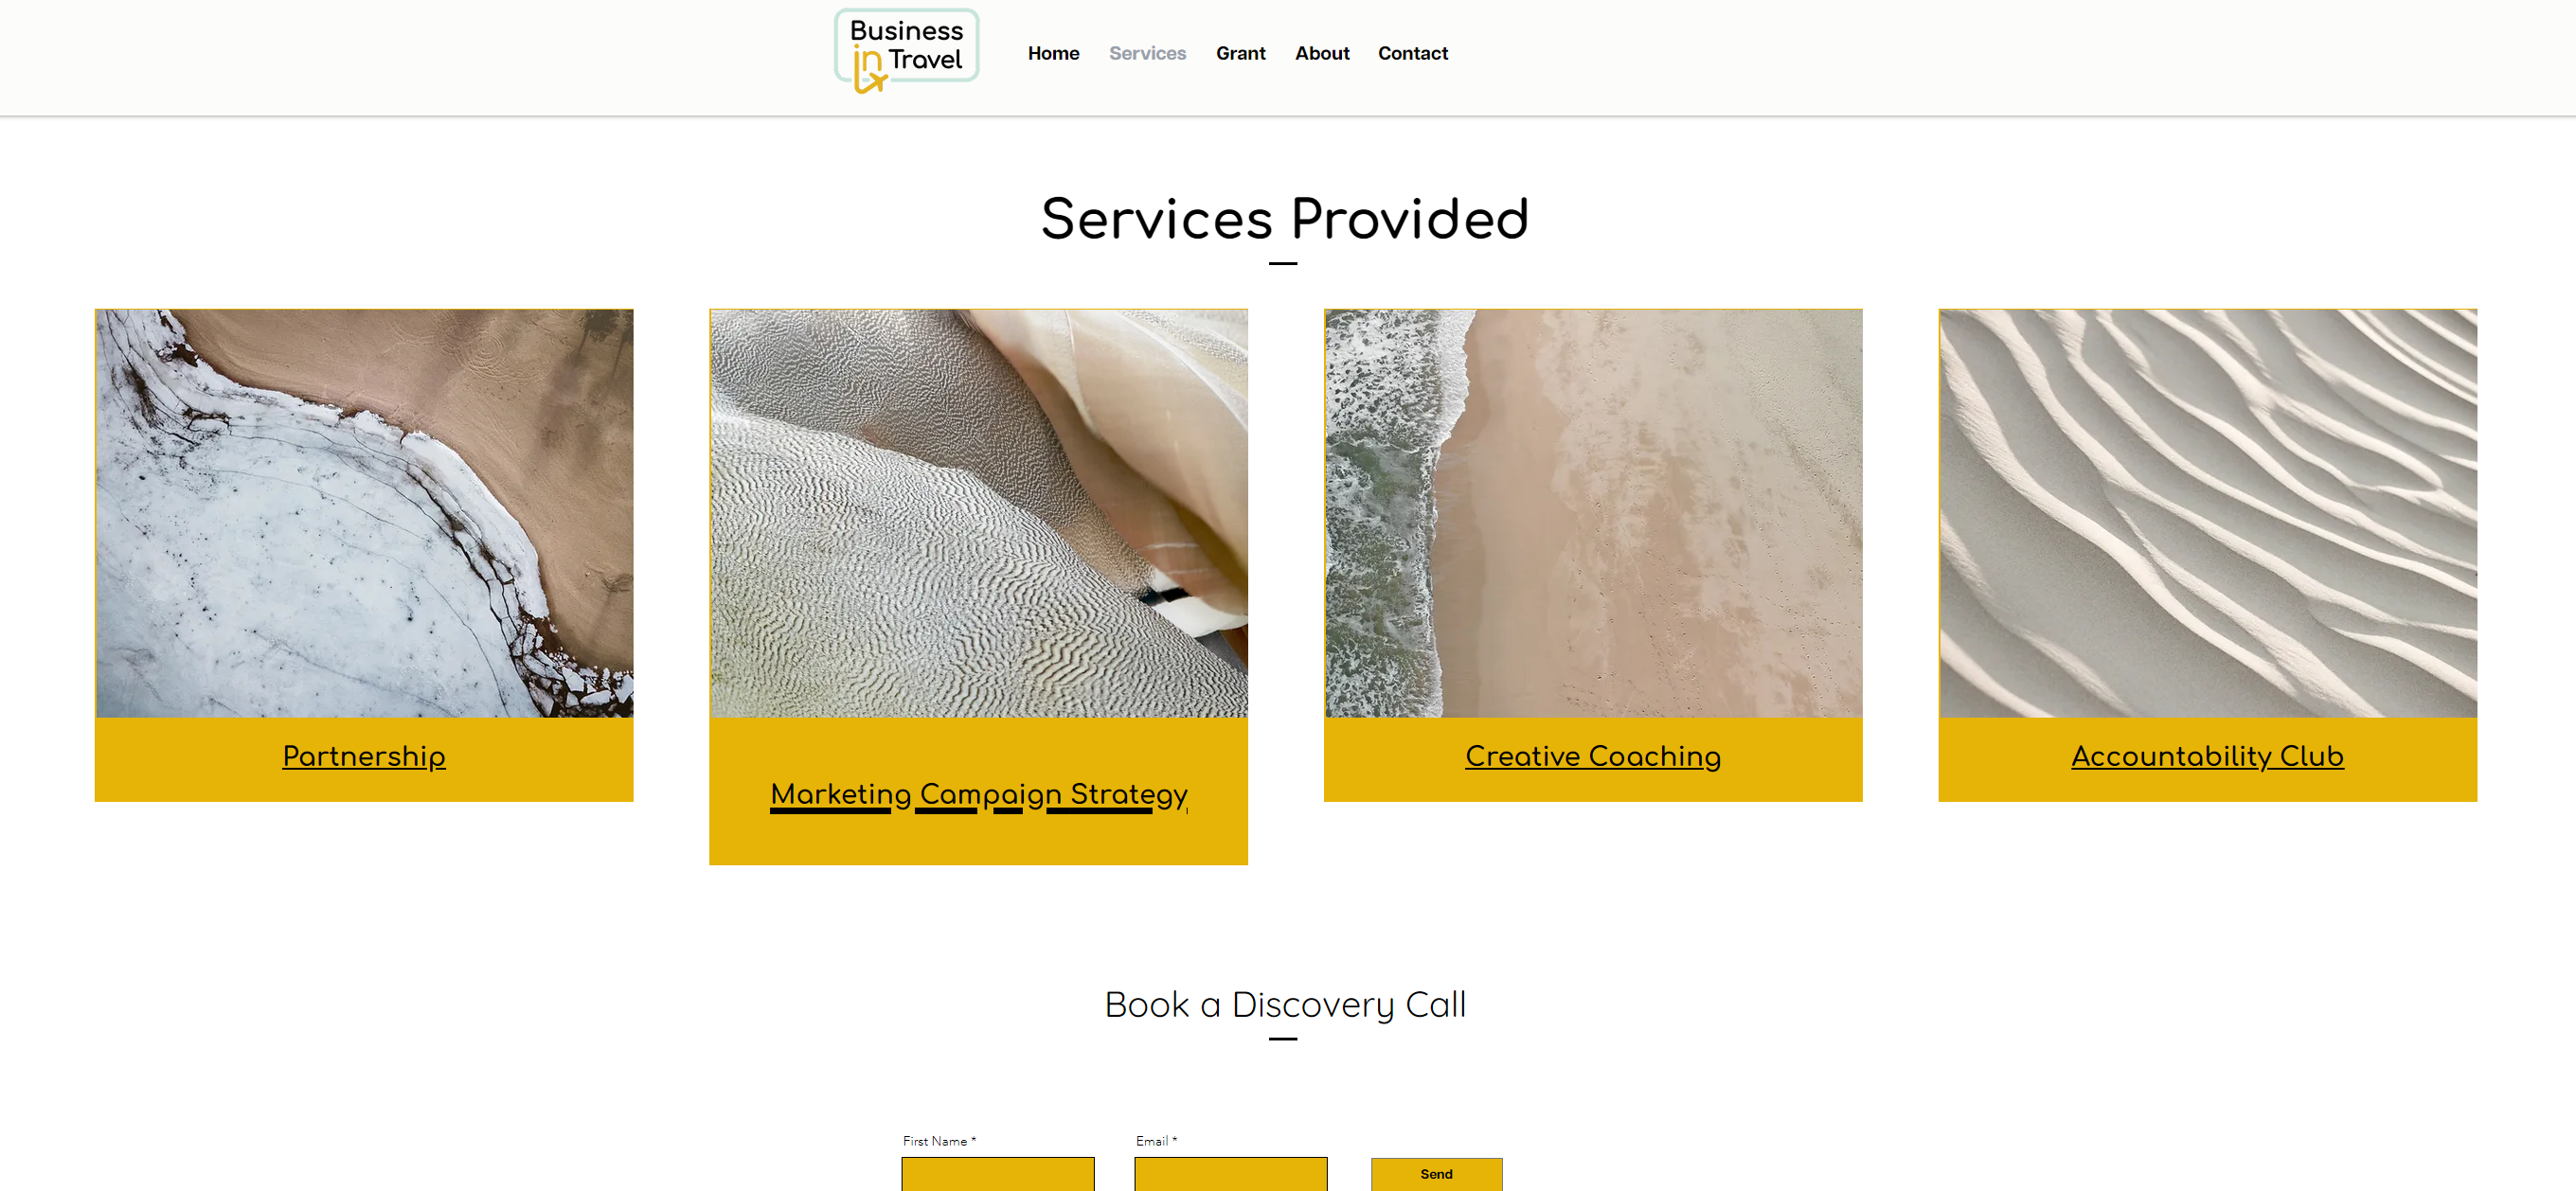 Business
in Travel
Home Services Grant About Contact
Services Provided
Partnership
Marketing Campaign Strategy
Creative Coaching
Accountability Club
Book a Discovery Call
First Name * Email *
Send